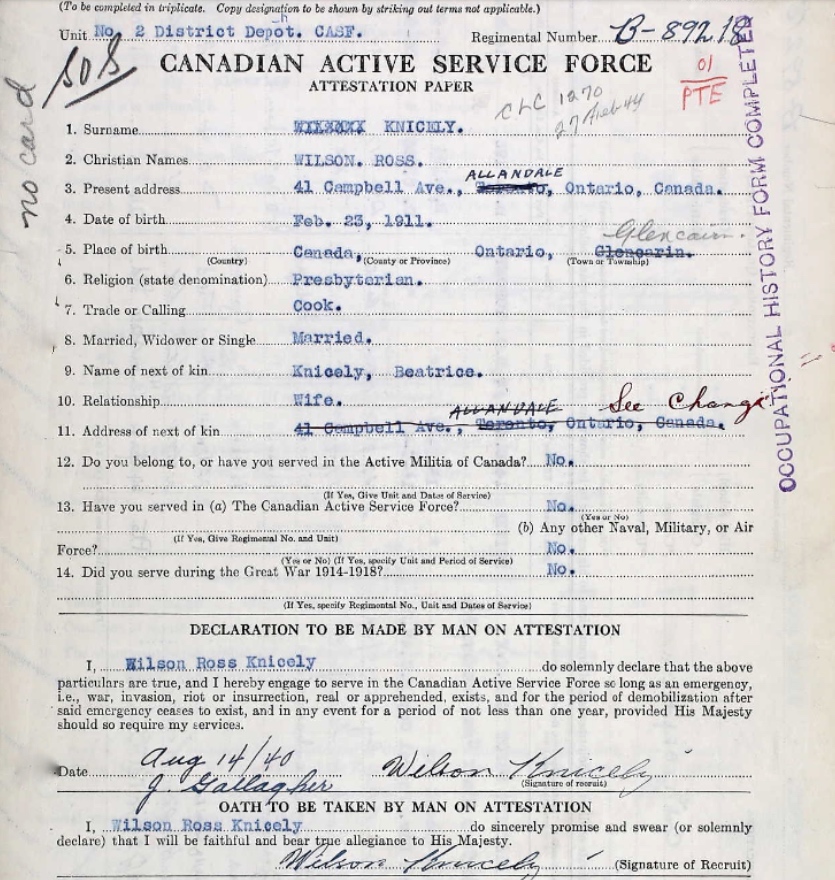 (To be completed in triplicate. Copy designation to be shown by striking out terms not applicable.)
Unit No. 2 District Depot. CASF. Regimental Number B-89218
SOS
CANADIAN ACTIVE SERVICE FORCE
ATTESTATION PAPER
01
PTE
CLC 1270
27 Feb 44
no card
OCCUPATIONAL HISTORY FORM COMPLETED
1. Surname KNICELY.
2. Christian Names WILSON. ROSS.
ALLANDALE
3. Present address 41 Campbell Ave., Toronto, Ontario, Canada.
4. Date of birth Feb. 23, 1911.
Glencairn.
5. Place of birth Canada, Ontario, Glencarin.
(Country) (County or Province) (Town or Township)
6. Religion (state denomination) Presbyterian.
7. Trade or Calling Cook.
8. Married, Widower or Single Married.
9. Name of next of kin Knicely, Beatrice.
10. Relationship Wife. See Change
ALLANDALE
11. Address of next of kin 41 Campbell Ave., Toronto, Ontario, Canada.
12. Do you belong to, or have you served in the Active Militia of Canada? No.
(If Yes, Give Unit and Dates of Service)
13. Have you served in (a) The Canadian Active Service Force? No.
(Yes or No)
(b) Any other Naval, Military, or Air
(If Yes, Give Regimental No. and Unit)
Force? No.
(Yes or No) (If Yes, specify Unit and Period of Service)
14. Did you serve during the Great War 1914-1918? No.
(If Yes, specify Regimental No., Unit and Dates of Service)
DECLARATION TO BE MADE BY MAN ON ATTESTATION
I, Wilson Ross Knicely do solemnly declare that the above
particulars are true, and I hereby engage to serve in the Canadian Active Service Force so long as an emergency,
i.e., war, invasion, riot or insurrection, real or apprehended, exists, and for the period of demobilization after
said emergency ceases to exist, and in any event for a period of not less than one year, provided His Majesty
should so require my services.
Date Aug 14/40 Wilson Knicely
(Signature of recruit)
J. Gallagher
OATH TO BE TAKEN BY MAN ON ATTESTATION
I, Wilson Ross Knicely do sincerely promise and swear (or solemnly
declare) that I will be faithful and bear true allegiance to His Majesty.
Wilson Knicely (Signature of Recruit)